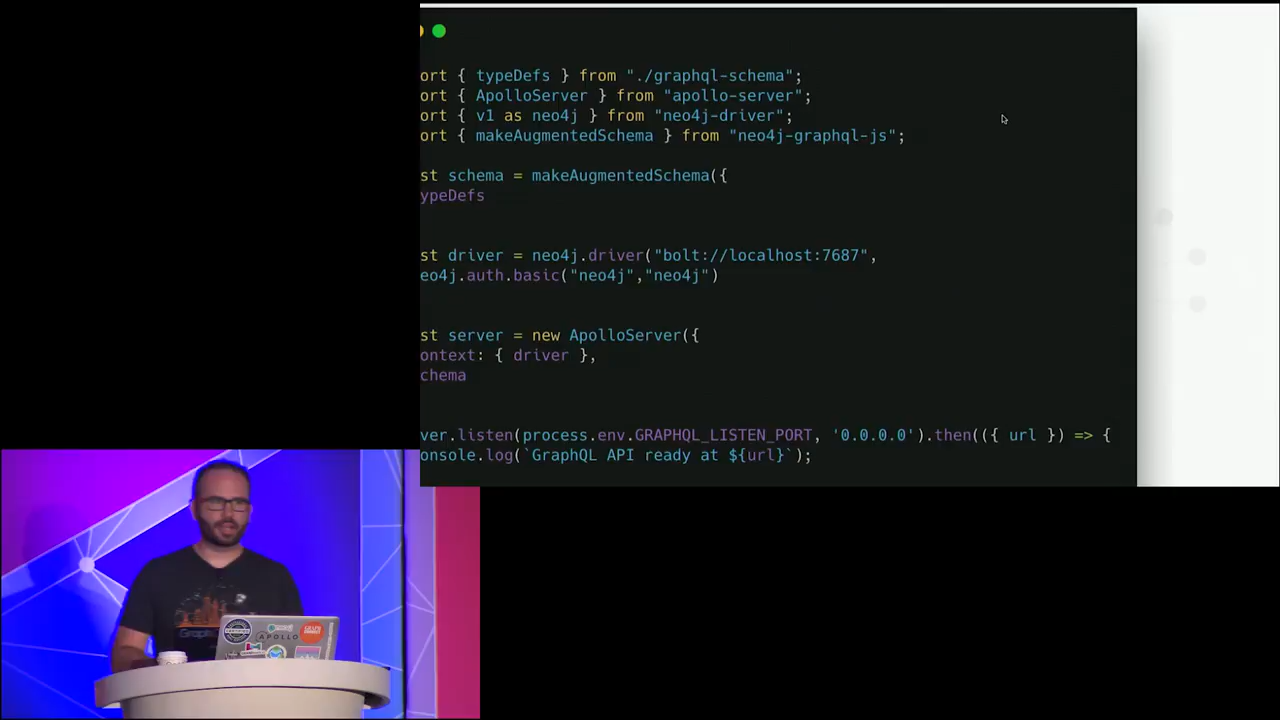 ort { typeDefs } from "./graphql-schema";
ort { ApolloServer } from "apollo-server";
ort { v1 as neo4j } from "neo4j-driver";
ort { makeAugmentedSchema } from "neo4j-graphql-js";
st schema = makeAugmentedSchema({
ypeDefs
st driver = neo4j.driver("bolt://localhost:7687",
eo4j.auth.basic("neo4j","neo4j")
st server = new ApolloServer({
ontext: { driver },
chema
ver.listen(process.env.GRAPHQL_LISTEN_PORT, '0.0.0.0').then(({ url }) => {
onsole.log(`GraphQL API ready at ${url}`);
APOLLO